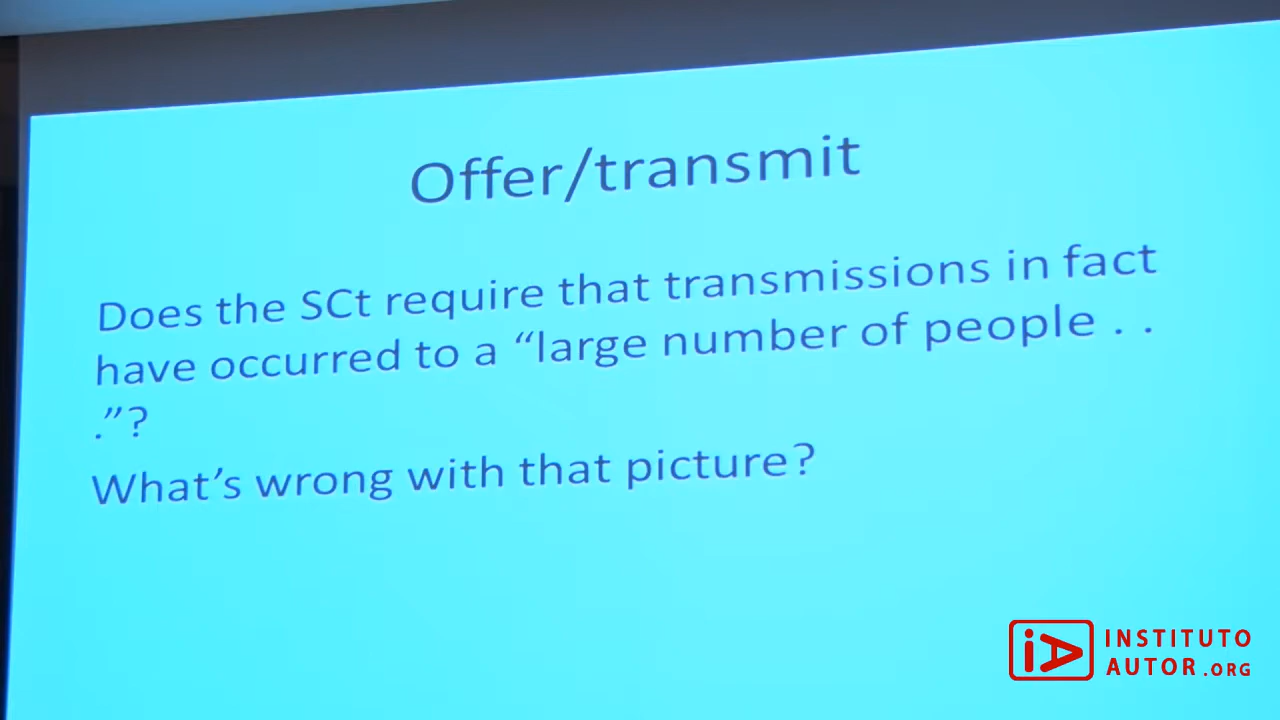 Offer/transmit
Does the SCt require that transmissions in fact
have occurred to a “large number of people . .
.”?
What’s wrong with that picture?
iA INSTITUTO
AUTOR.ORG